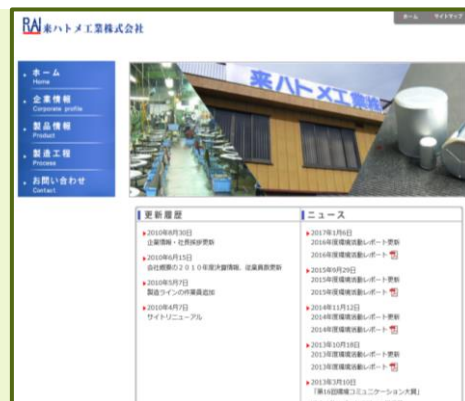 RAI 来ハトメ工業株式会社
ホーム サイトマップ
ホーム
Home
企業情報
Corporate profile
製品情報
Product
製造工程
Process
お問い合わせ
Contact
来ハトメ工業株
更新履歴
2010年8月30日
企業情報・社長挨拶更新
2010年6月15日
会社概要の2010年度決算情報、従業員数更新
2010年5月7日
製造ラインの作業員追加
2010年4月7日
サイトリニューアル
ニュース
2017年1月6日
2016年度環境活動レポート更新
2016年度環境活動レポート
2015年9月29日
2015年度環境活動レポート更新
2015年度環境活動レポート
2014年11月12日
2014年度環境活動レポート更新
2014年度環境活動レポート
2013年10月18日
2013年度環境活動レポート更新
2013年度環境活動レポート
2013年3月10日
「第16回環境コミュニケーション大賞」